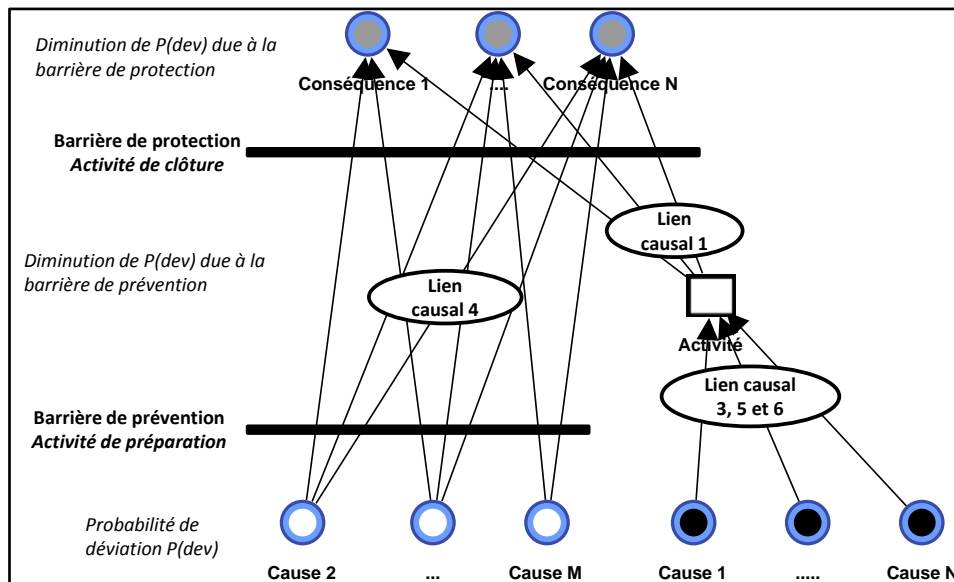 Diminution de P(dev) due à la
barrière de protection
Conséquence 1
....
Conséquence N
Barrière de protection
Activité de clôture
Lien
causal 1
Diminution de P(dev) due à la
barrière de prévention
Lien
causal 4
Activité
Lien causal
3, 5 et 6
Barrière de prévention
Activité de préparation
Probabilité de
déviation P(dev)
Cause 2
...
Cause M
Cause 1
.....
Cause N